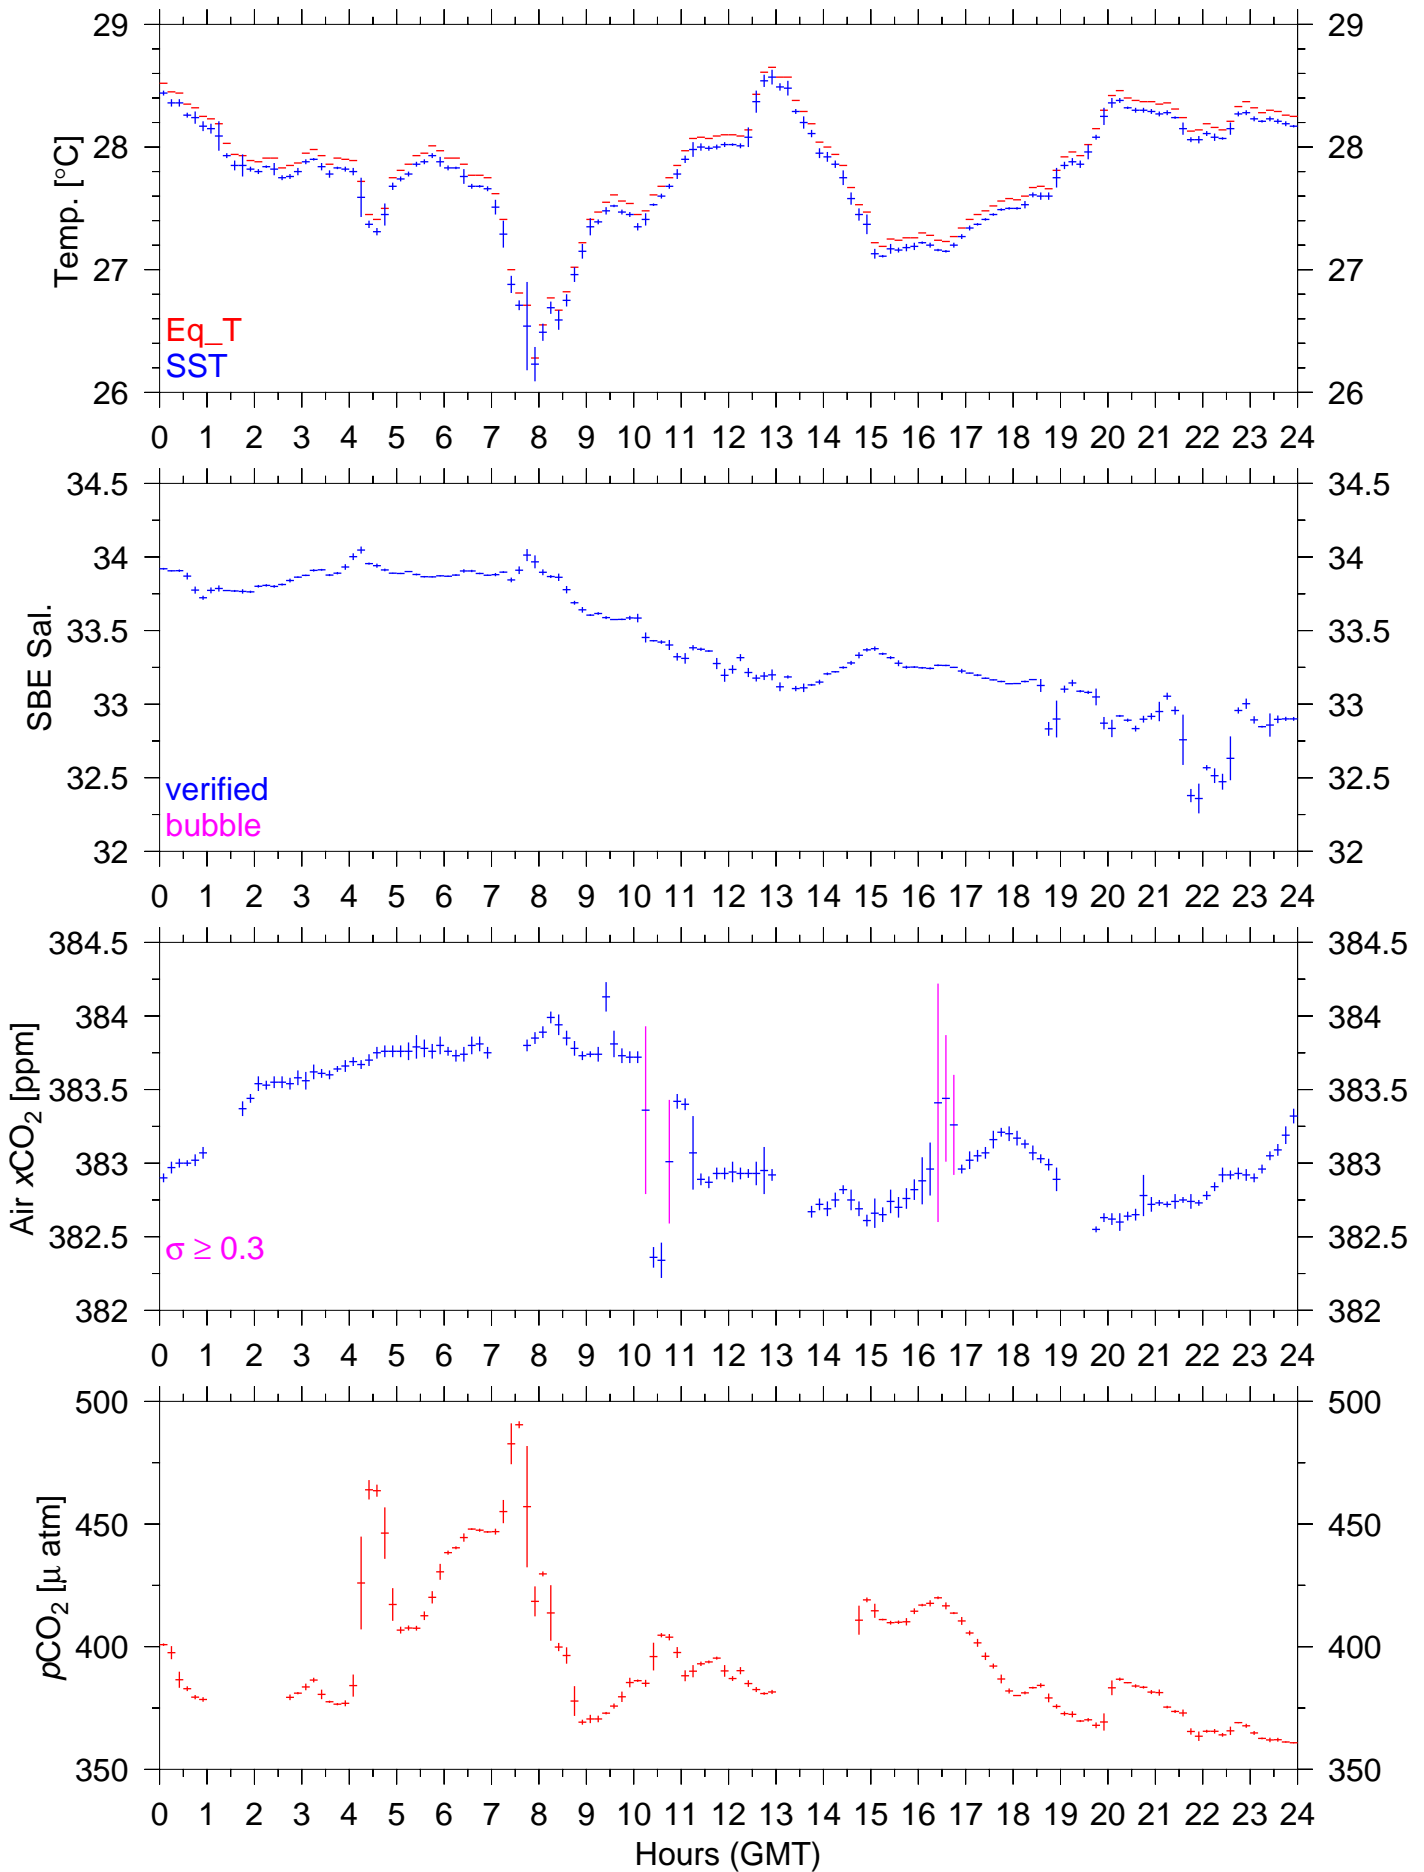 29 29
28 28
27 27
26 26
Temp. [°C]
Eq_T
SST
0 1 2 3 4 5 6 7 8 9 10 11 12 13 14 15 16 17 18 19 20 21 22 23 24
34.5 34.5
34 34
33.5 33.5
33 33
32.5 32.5
32 32
SBE Sal.
verified
bubble
0 1 2 3 4 5 6 7 8 9 10 11 12 13 14 15 16 17 18 19 20 21 22 23 24
384.5 384.5
384 384
383.5 383.5
383 383
382.5 382.5
382 382
Air xCO₂ [ppm]
σ ≥ 0.3
0 1 2 3 4 5 6 7 8 9 10 11 12 13 14 15 16 17 18 19 20 21 22 23 24
500 500
450 450
400 400
350 350
pCO₂ [μ atm]
0 1 2 3 4 5 6 7 8 9 10 11 12 13 14 15 16 17 18 19 20 21 22 23 24
Hours (GMT)